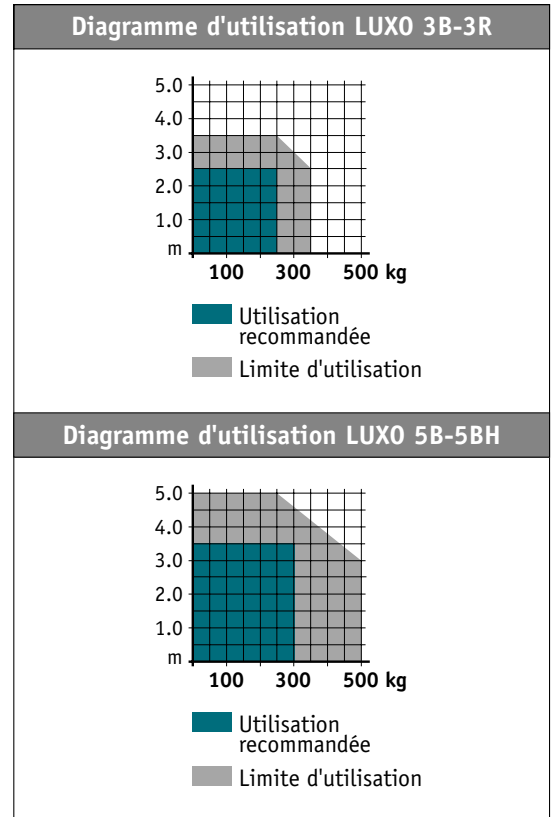 Diagramme d'utilisation LUXO 3B-3R
5.0
4.0
3.0
2.0
1.0
m
100 300 500 kg
Utilisation
recommandée
Limite d'utilisation
Diagramme d'utilisation LUXO 5B-5BH
5.0
4.0
3.0
2.0
1.0
m
100 300 500 kg
Utilisation
recommandée
Limite d'utilisation